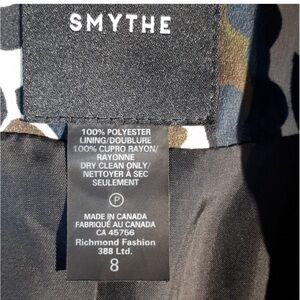 SMYTHE
100% POLYESTER
LINING/DOUBLURE
100% CUPRO RAYON/
RAYONNE
DRY CLEAN ONLY/
NETTOYER À SEC
SEULEMENT
P
MADE IN CANADA
FABRIQUÉ AU CANADA
CA 45756
Richmond Fashion
388 Ltd.
8